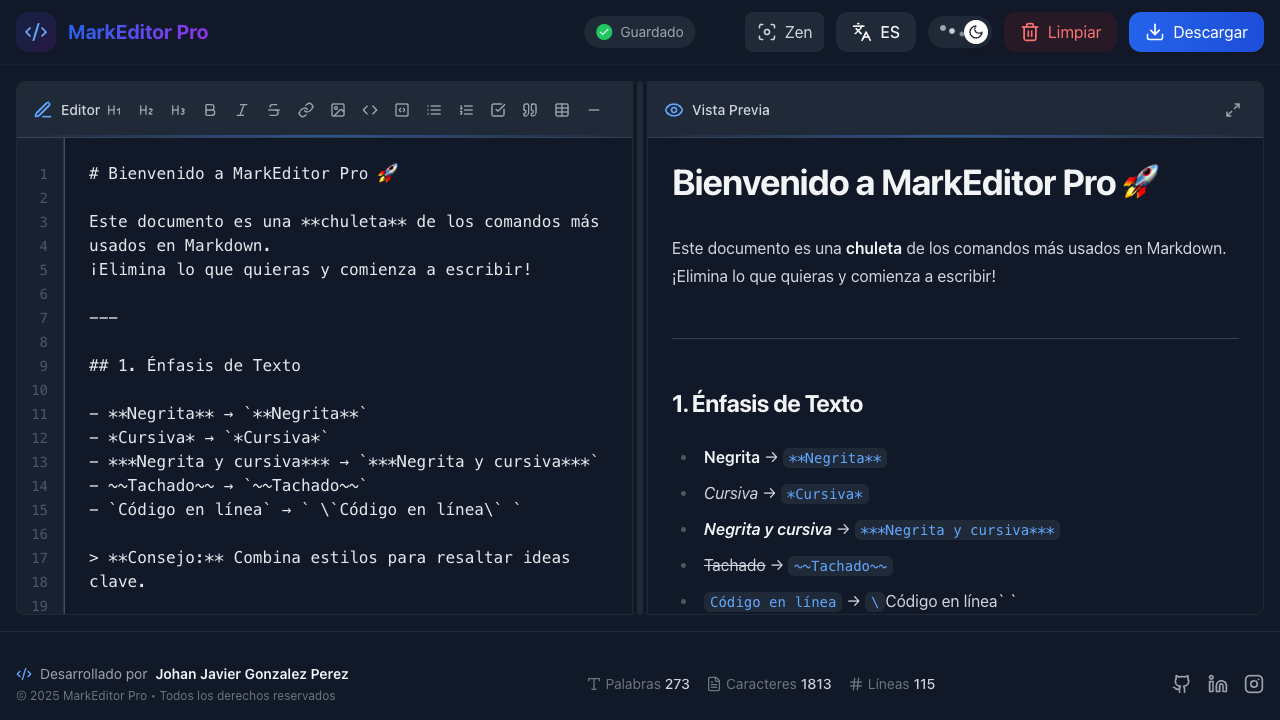 MarkEditor Pro
Guardado
Zen
ES
Limpiar
Descargar
Editor H1 H2 H3
Vista Previa
1 # Bienvenido a MarkEditor Pro 🚀
2
3 Este documento es una **chuleta** de los comandos más
4 usados en Markdown.
5 ¡Elimina lo que quieras y comienza a escribir!
6
7 ---
8
9 ## 1. Énfasis de Texto
10
11 - **Negrita** → `**Negrita**`
12 - *Cursiva* → `*Cursiva*`
13 - ***Negrita y cursiva*** → `***Negrita y cursiva***`
14 - ~~Tachado~~ → `~~Tachado~~`
15 - `Código en línea` → ` \`Código en línea\` `
16
17 > **Consejo:** Combina estilos para resaltar ideas
18 clave.
19
Bienvenido a MarkEditor Pro 🚀
Este documento es una chuleta de los comandos más usados en Markdown.
¡Elimina lo que quieras y comienza a escribir!
1. Énfasis de Texto
• Negrita → **Negrita**
• Cursiva → *Cursiva*
• Negrita y cursiva → ***Negrita y cursiva***
• Tachado → ~~Tachado~~
• Código en línea → \Código en línea` `
Desarrollado por Johan Javier Gonzalez Perez
© 2025 MarkEditor Pro • Todos los derechos reservados
Palabras 273
Caracteres 1813
Líneas 115